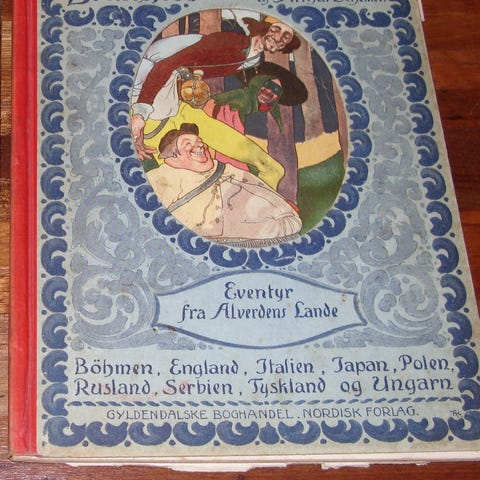 Eventyr
fra Alverdens Lande
Böhmen, England, Italien, Japan, Polen,
Rusland, Serbien, Tyskland og Ungarn
GYLDENDALSKE BOGHANDEL. NORDISK FORLAG.